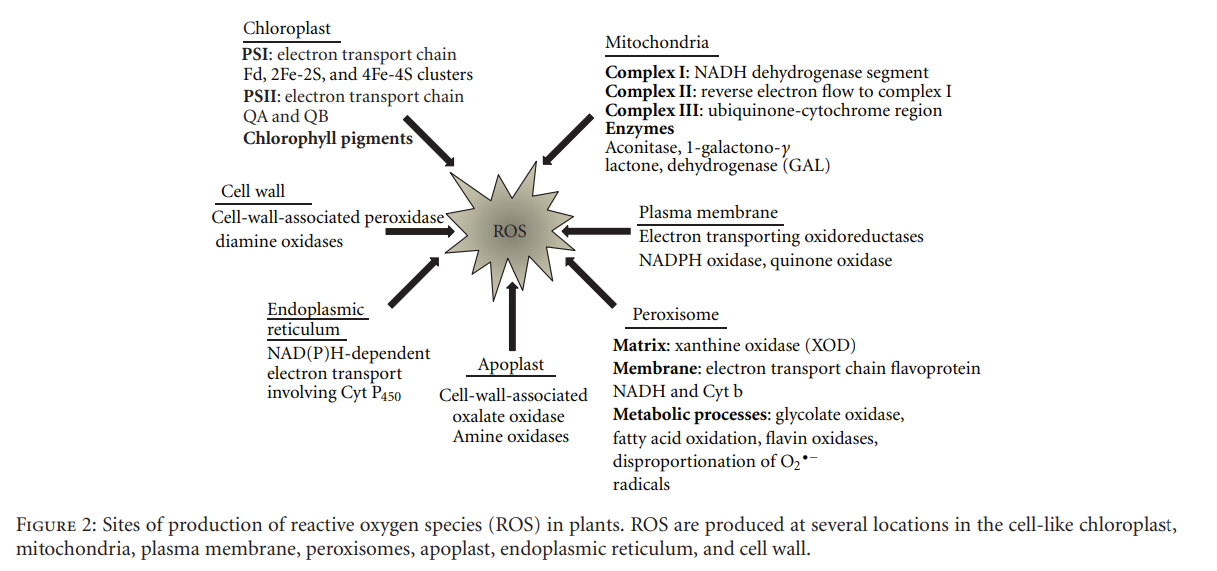 Chloroplast
PSI: electron transport chain
Fd, 2Fe-2S, and 4Fe-4S clusters
PSII: electron transport chain
QA and QB
Chlorophyll pigments
Mitochondria
Complex I: NADH dehydrogenase segment
Complex II: reverse electron flow to complex I
Complex III: ubiquinone-cytochrome region
Enzymes
Aconitase, 1-galactono-γ
lactone, dehydrogenase (GAL)
Cell wall
Cell-wall-associated peroxidase
diamine oxidases
ROS
Plasma membrane
Electron transporting oxidoreductases
NADPH oxidase, quinone oxidase
Endoplasmic
reticulum
NAD(P)H-dependent
electron transport
involving Cyt P450
Apoplast
Cell-wall-associated
oxalate oxidase
Amine oxidases
Peroxisome
Matrix: xanthine oxidase (XOD)
Membrane: electron transport chain flavoprotein
NADH and Cyt b
Metabolic processes: glycolate oxidase,
fatty acid oxidation, flavin oxidases,
disproportionation of O2•−
radicals
Figure 2: Sites of production of reactive oxygen species (ROS) in plants. ROS are produced at several locations in the cell-like chloroplast,
mitochondria, plasma membrane, peroxisomes, apoplast, endoplasmic reticulum, and cell wall.